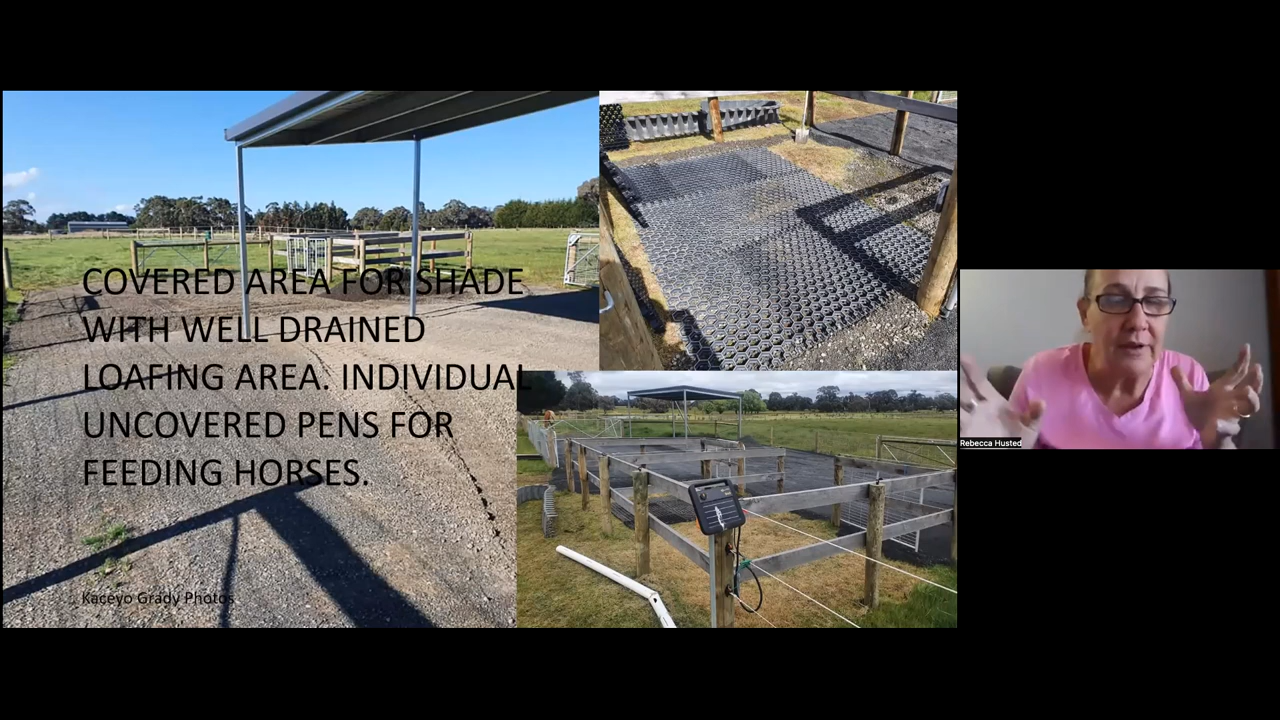 COVERED AREA FOR SHADE
WITH WELL DRAINED
LOAFING AREA. INDIVIDUAL
UNCOVERED PENS FOR
FEEDING HORSES.
Kaceyo Grady Photos
Rebecca Husted